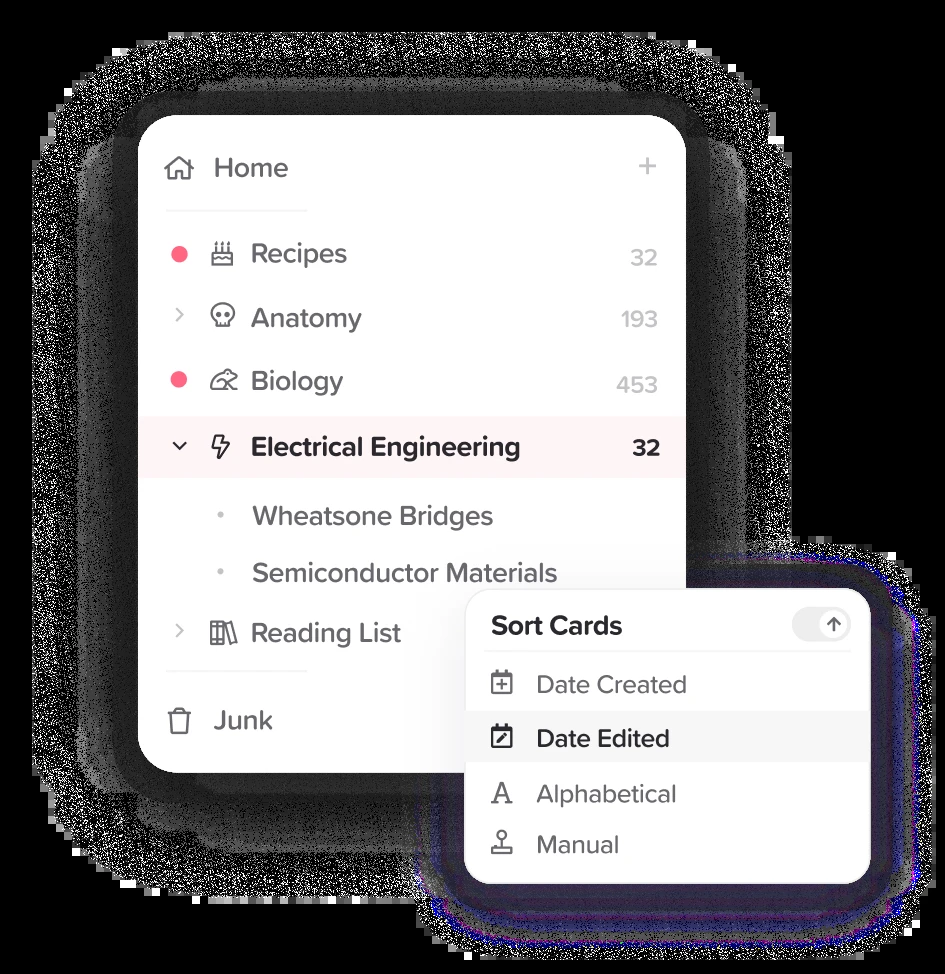 Home
Recipes 32
Anatomy 193
Biology 453
Electrical Engineering 32
Wheatsone Bridges
Semiconductor Materials
Reading List
Junk
Sort Cards
Date Created
Date Edited
Alphabetical
Manual